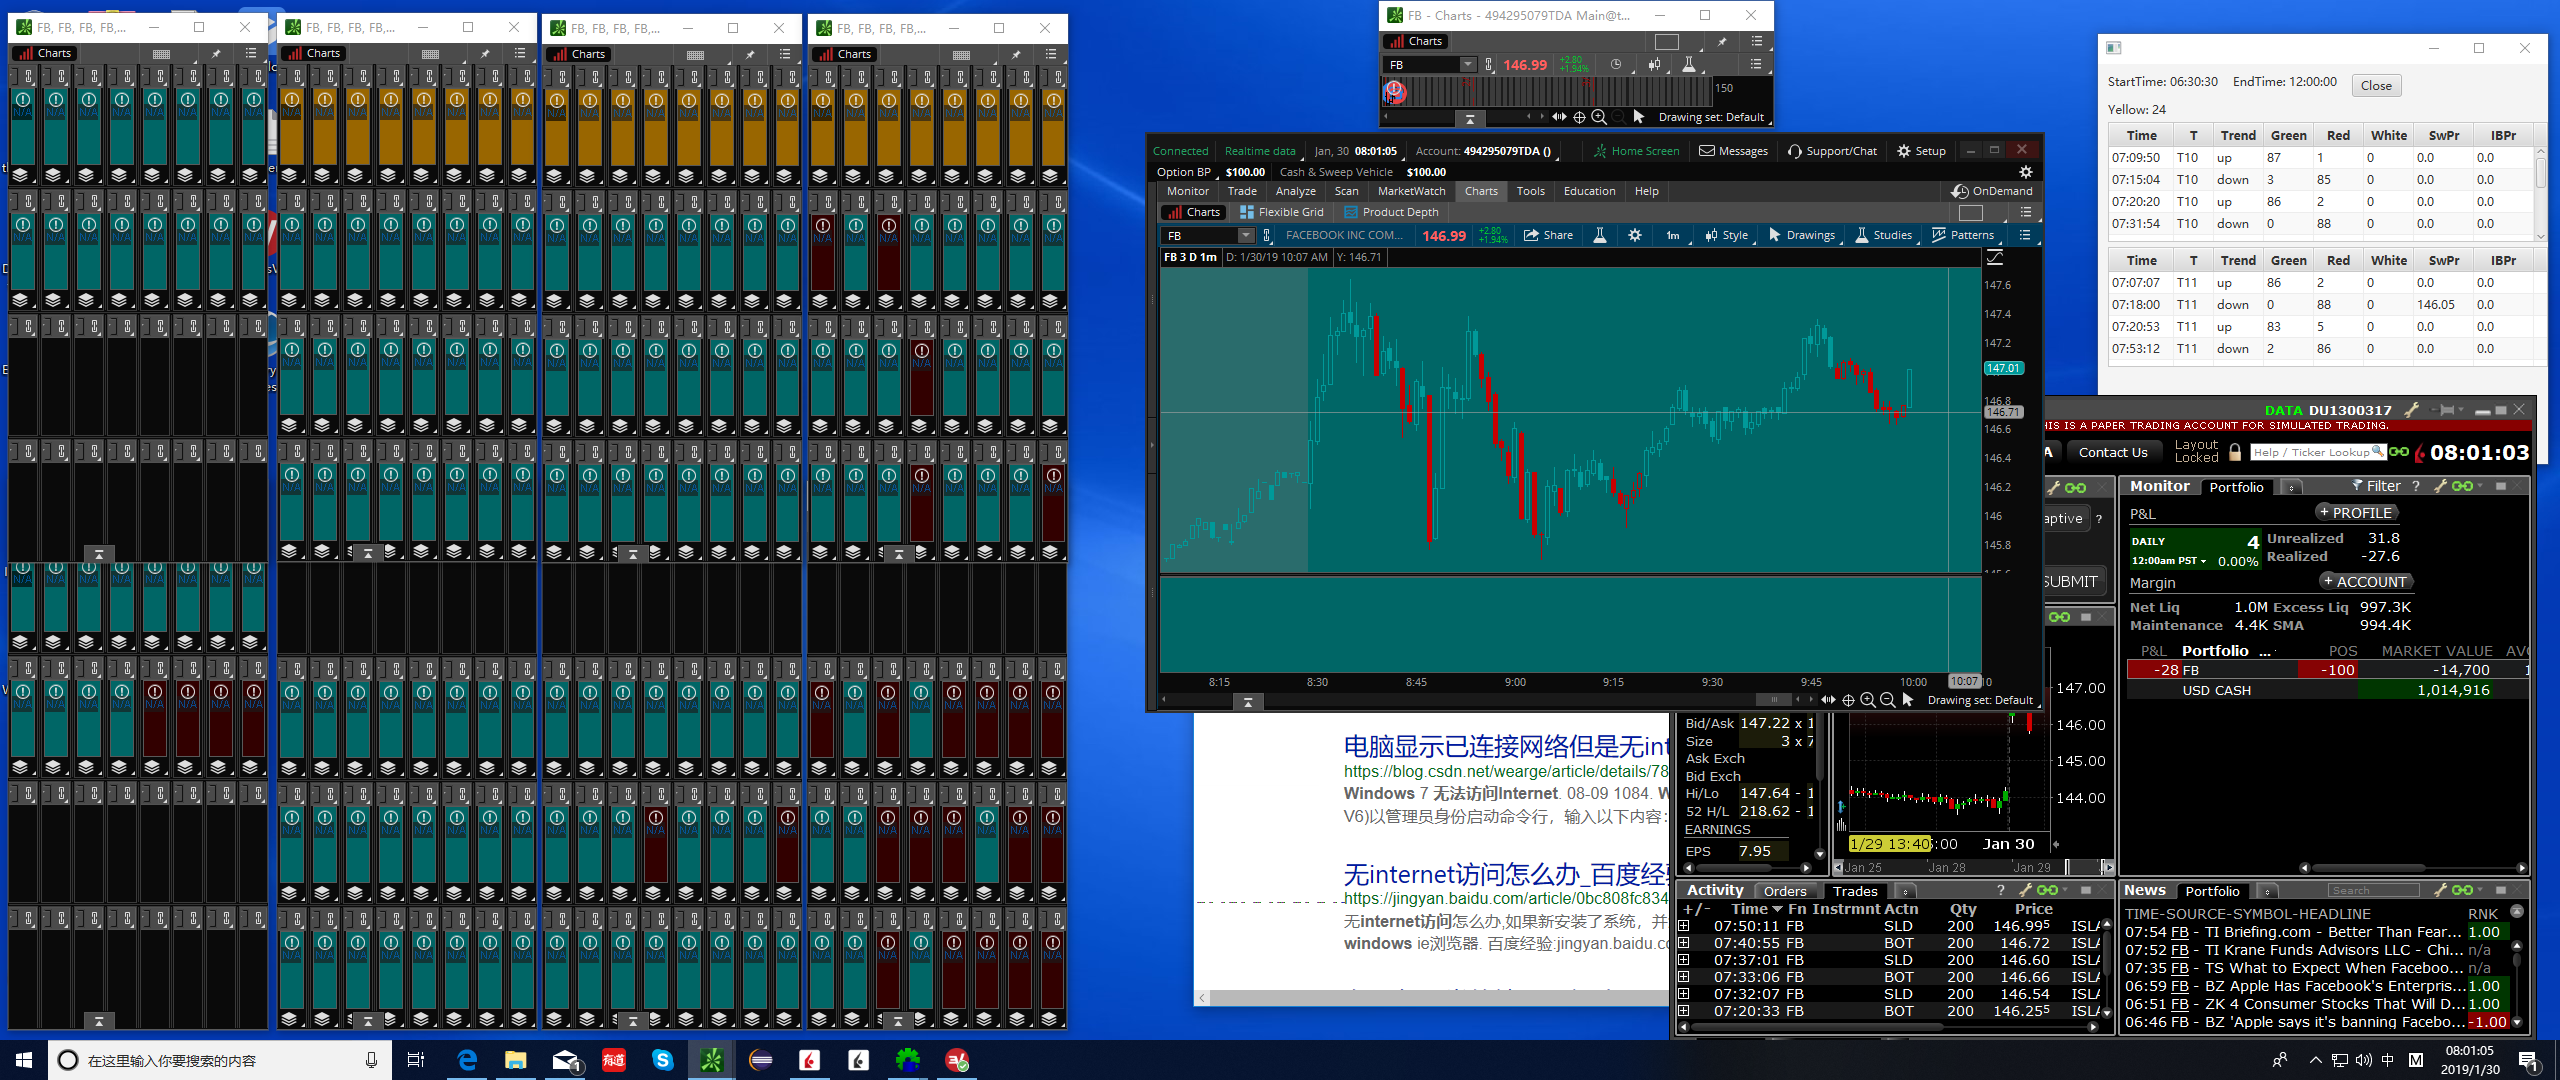 FB, FB, FB, FB,...
Charts
FB, FB, FB, FB,...
Charts
FB, FB, FB, FB,...
Charts
FB, FB, FB, FB,...
Charts
FB - Charts - 494295079TDA Main@t...
Charts
FB 146.99 +2.80 +1.94%
150
Drawing set: Default
Connected Realtime data Jan, 30 08:01:05 Account: 494295079TDA () Home Screen Messages Support/Chat Setup
Option BP $100.00 Cash & Sweep Vehicle $100.00
Monitor Trade Analyze Scan MarketWatch Charts Tools Education Help OnDemand
Charts Flexible Grid Product Depth
FB FACEBOOK INC COM... 146.99 +2.80 +1.94% Share 1m Style Drawings Studies Patterns
FB 3 D 1m D: 1/30/19 10:07 AM Y: 146.71
147.6
147.4
147.2
147.01
146.8
146.71
146.6
146.4
146.2
146
145.8
8:15 8:30 8:45 9:00 9:15 9:30 9:45 10:00 10:07
Drawing set: Default
StartTime: 06:30:30 EndTime: 12:00:00 Close
Yellow: 24
Time T Trend Green Red White SwPr IBPr
07:09:50 T10 up 87 1 0 0.0 0.0
07:15:04 T10 down 3 85 0 0.0 0.0
07:20:20 T10 up 86 2 0 0.0 0.0
07:31:54 T10 down 0 88 0 0.0 0.0
Time T Trend Green Red White SwPr IBPr
07:07:07 T11 up 86 2 0 0.0 0.0
07:18:00 T11 down 0 88 0 146.05 0.0
07:20:53 T11 up 83 5 0 0.0 0.0
07:53:12 T11 down 2 86 0 0.0 0.0
DATA DU1300317
HIS IS A PAPER TRADING ACCOUNT FOR SIMULATED TRADING.
Contact Us Layout Locked Help / Ticker Lookup 08:01:03
aptive ?
SUBMIT
Monitor Portfolio Filter ?
P&L + PROFILE
DAILY 4 Unrealized 31.8
12:00am PST 0.00% Realized -27.6
Margin + ACCOUNT
Net Liq 1.0M Excess Liq 997.3K
Maintenance 4.4K SMA 994.4K
P&L Portfolio ... POS MARKET VALUE
-28 FB -100 -14,700
USD CASH 1,014,916
Bid/Ask 147.22 x 1
Size 3 x 7
Ask Exch
Bid Exch
Hi/Lo 147.64 - 1
52 H/L 218.62 - 1
EARNINGS
EPS 7.95
147.00
146.00
145.00
144.00
1/29 13:40 Jan 30
Jan 25 Jan 28 Jan 29
电脑显示已连接网络但是无int
https://blog.csdn.net/wearge/article/details/78
Windows 7 无法访问Internet. 08-09 1084. W
V6)以管理员身份启动命令行，输入以下内容：
无internet访问怎么办_百度经验
https://jingyan.baidu.com/article/0bc808fc834
无internet访问怎么办,如果新安装了系统，并
windows ie浏览器. 百度经验:jingyan.baidu.co
Activity Orders Trades ?
+/- Time Fn Instrmnt Actn Qty Price
07:50:11 FB SLD 200 146.995 ISLA
07:40:55 FB BOT 200 146.72 ISLA
07:37:01 FB SLD 200 146.60 ISLA
07:33:06 FB BOT 200 146.66 ISLA
07:32:07 FB SLD 200 146.54 ISLA
07:20:33 FB BOT 200 146.255 ISLA
News Portfolio Search
TIME-SOURCE-SYMBOL-HEADLINE RNK
07:54 FB - TI Briefing.com - Better Than Fear... 1.00
07:52 FB - TI Krane Funds Advisors LLC - Chi... n/a
07:35 FB - TS What to Expect When Faceboo... n/a
06:59 FB - BZ Apple Has Facebook's Enterpris... 1.00
06:51 FB - ZK 4 Consumer Stocks That Will D... 1.00
06:46 FB - BZ 'Apple says it's banning Facebo... -1.00
在这里输入你要搜索的内容
有道
中 M
08:01:05
2019/1/30